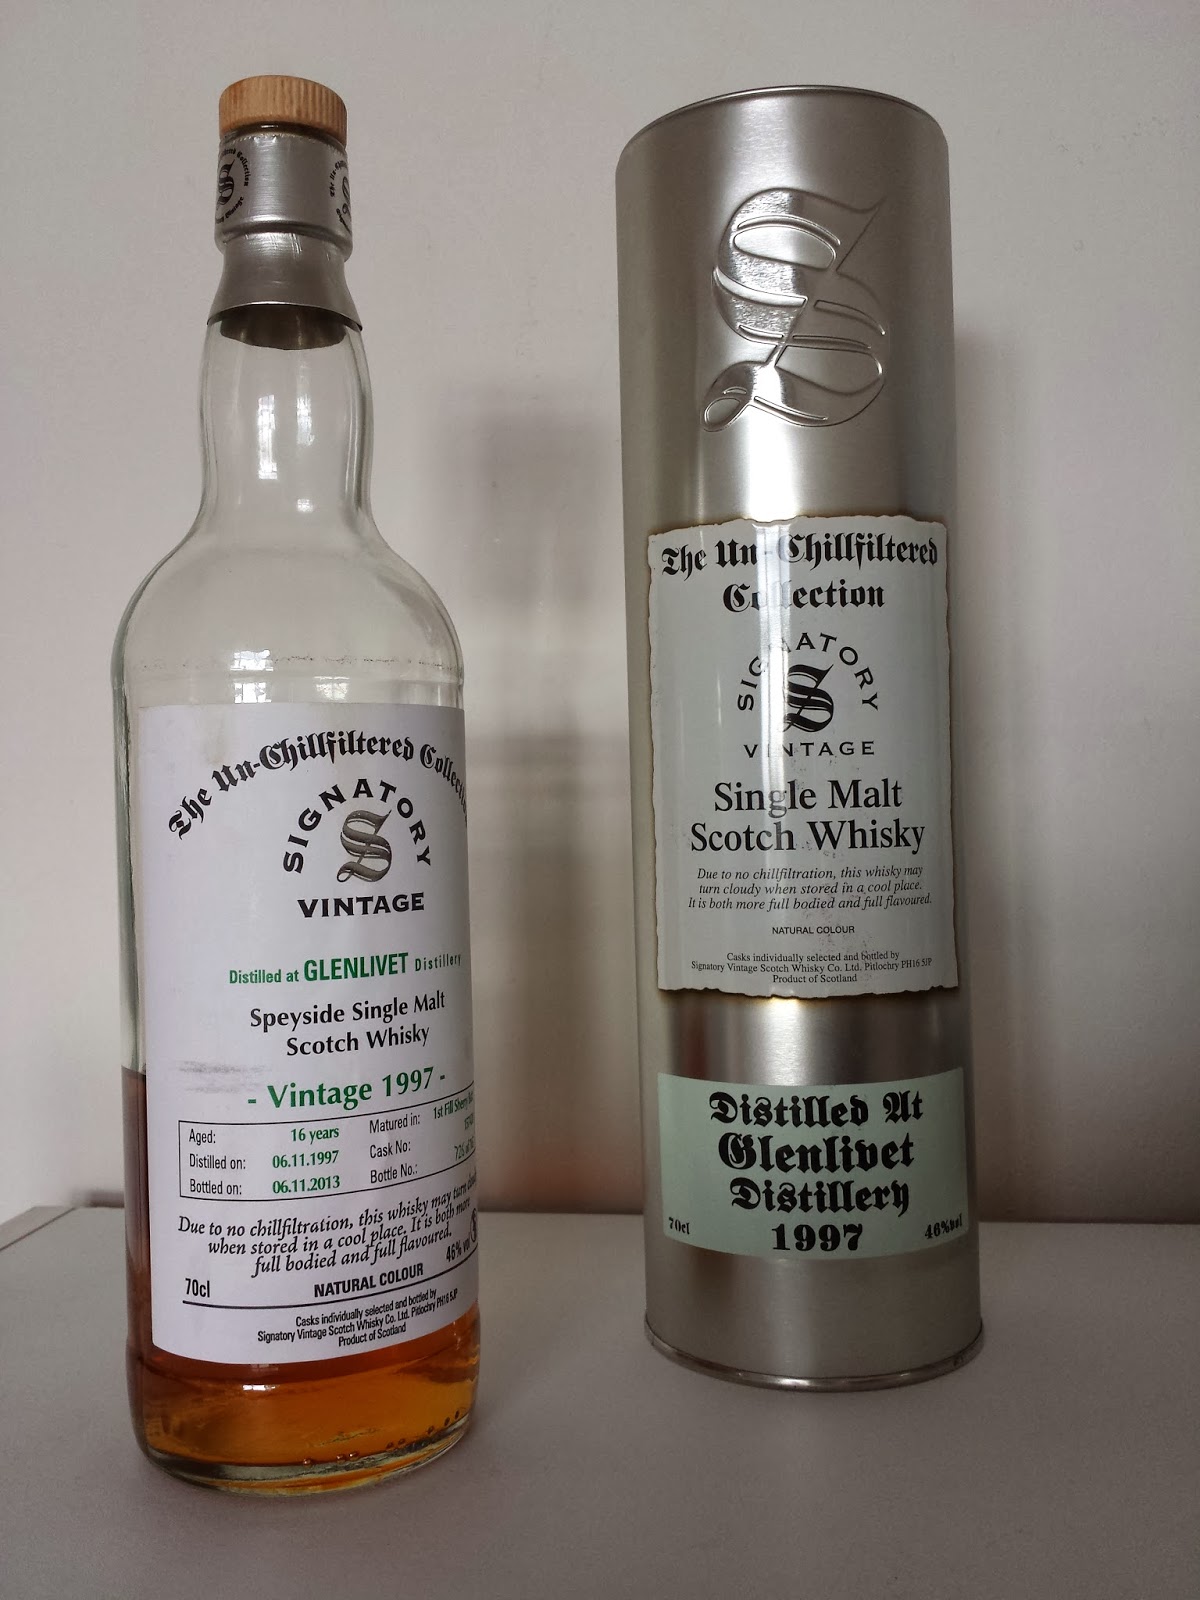 The Un-Chillfiltered
SIGNATORY
S
VINTAGE
Distilled at GLENLIVET Distillery
Speyside Single Malt
Scotch Whisky
- Vintage 1997 -
Aged: 16 years
Distilled on: 06.11.1997
Bottled on: 06.11.2013
Matured in: 1st Fill Sherry
Cask No:
Bottle No.:
Due to no chillfiltration, this whisky may turn
when stored in a cool place. It is both more
full bodied and full flavoured.
70cl
46% vol
NATURAL COLOUR
Casks individually selected and bottled by
Signatory Vintage Scotch Whisky Co. Ltd. Pitlochry PH16 5JP
Product of Scotland
S
The Un-Chillfiltered
Collection
SIGNATORY
S
VINTAGE
Single Malt
Scotch Whisky
Due to no chillfiltration, this whisky may
turn cloudy when stored in a cool place.
It is both more full bodied and full flavoured.
NATURAL COLOUR
Casks individually selected and bottled by
Signatory Vintage Scotch Whisky Co. Ltd. Pitlochry PH16 5JP
Product of Scotland
Distilled At
Glenlivet
Distillery
1997
70cl
46%vol